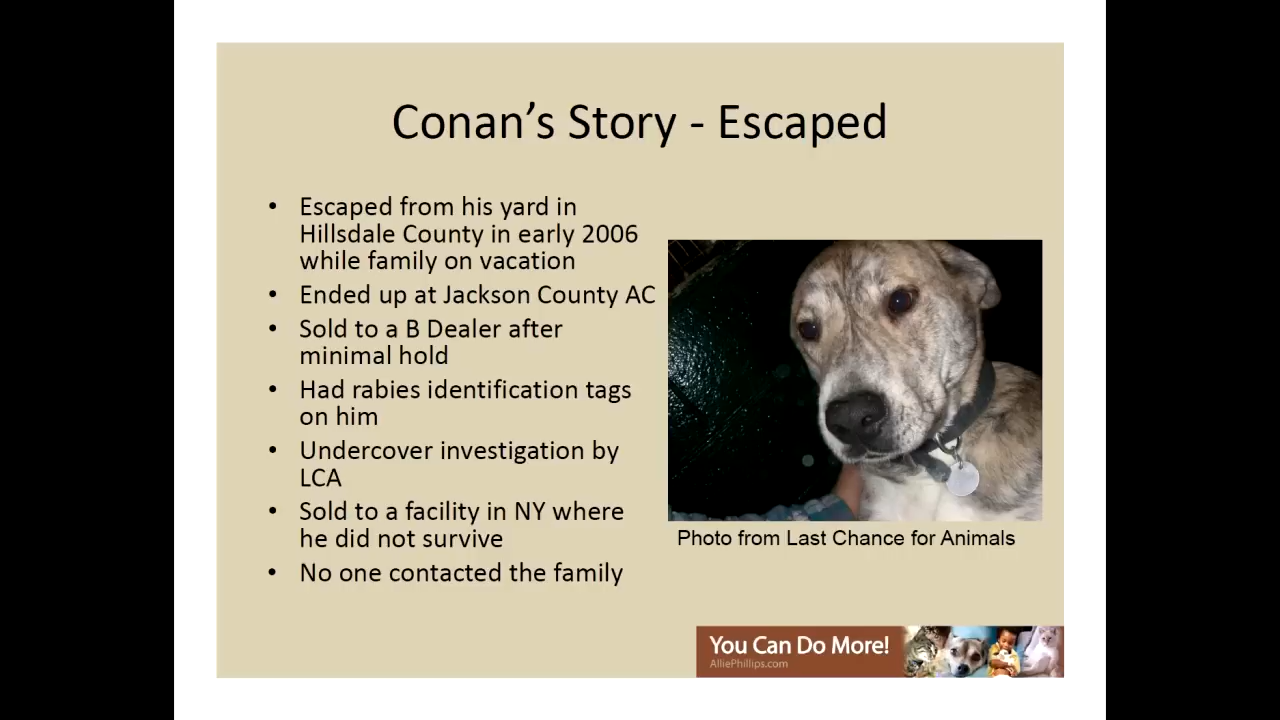 Conan’s Story - Escaped
• Escaped from his yard in
Hillsdale County in early 2006
while family on vacation
• Ended up at Jackson County AC
• Sold to a B Dealer after
minimal hold
• Had rabies identification tags
on him
• Undercover investigation by
LCA
• Sold to a facility in NY where
he did not survive
• No one contacted the family
Photo from Last Chance for Animals
You Can Do More!
AlliePhillips.com